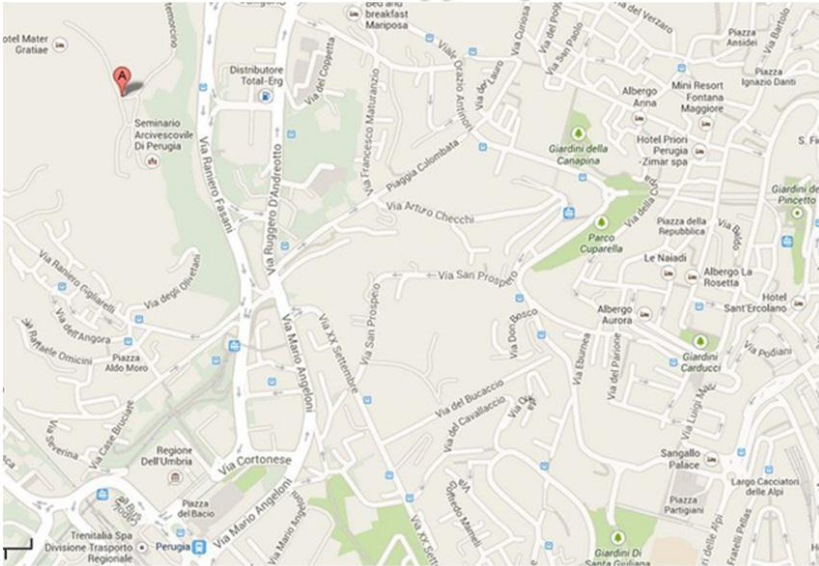 Bed and
breakfast
Mariposa
Via Curiosa
Via del Verzaro
Piazza
Ansidei
Via Bartolo
Hotel Mater
Gratiae
A
Distributore
Total-Erg
Via del Coppetta
Viale Orazio Antinori
Via del Lauro
Via San Paolo
Albergo
Anna
Mini Resort
Fontana
Maggiore
Piazza
Ignazio Danti
Seminario
Arcivescovile
Di Perugia
Via Raniero Fasani
Via Ruggero D'Andreotto
Via Francesco Maturanzio
Piaggia Colombata
Giardini della
Canapina
Hotel Priori
Perugia
-Zimar spa
Via Arturo Checchi
Parco
Cuparella
Piazza della
Repubblica
Via Baldo
Pincetto
Via Raniero Gigliarelli
Via degli Olivetani
Via San Prospero
Via San Prospero
Le Naiadi
Albergo La
Rosetta
Hotel
Sant'Ercolano
Via dell'Angora
Raffaele Omicini
Piazza
Aldo Moro
Via Mario Angeloni
Via XX Settembre
Via Don Bosco
Via Eburnea
Albergo
Aurora
Via del Parione
Giardini
Carducci
Via Podiani
Via Severina
Via Case Bruciate
Via del Bucaccio
Via del Cavallaccio
Regione
Dell'Umbria
Via Cortonese
Sangallo
Palace
Largo Cacciatori
delle Alpi
Piazza
del Bacio
Via Mario Angeloni
Goffredo Mameli
Piazza
Partigiani
Trenitalia Spa
Divisione Trasporto
Regionale
Perugia
Giardini Di
Santa Giuliana